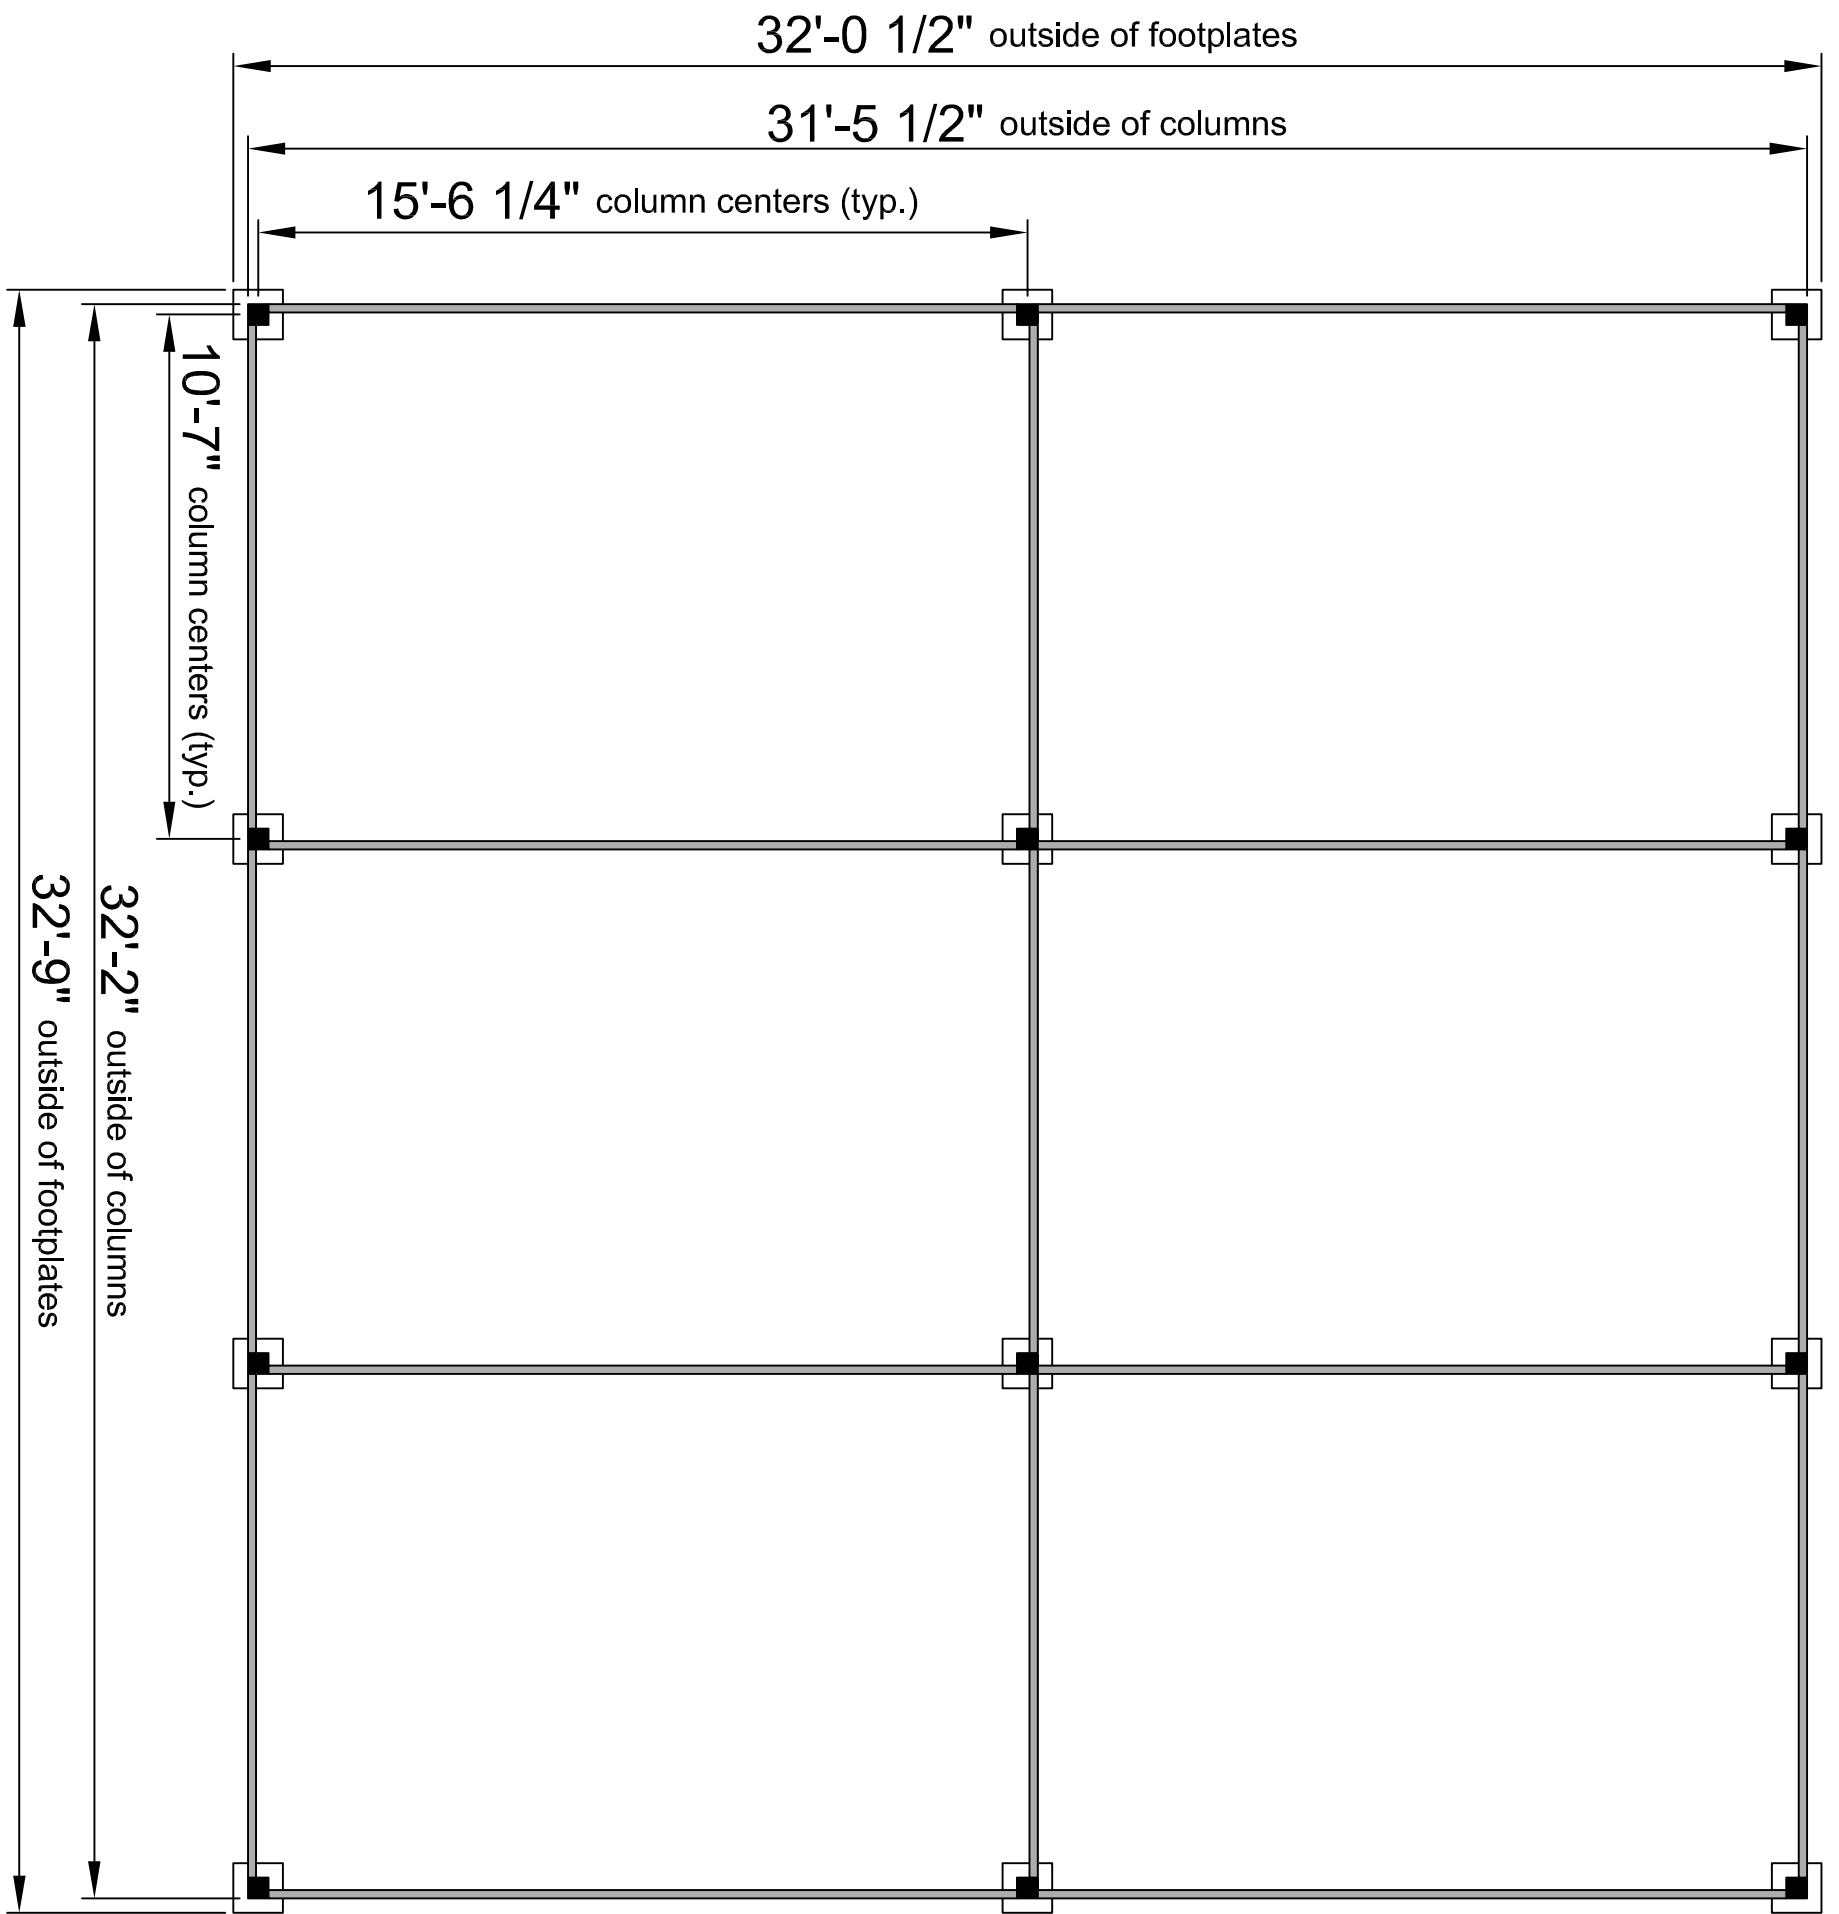 32'-0 1/2" outside of footplates
31'-5 1/2" outside of columns
15'-6 1/4" column centers (typ.)
10'-7" column centers (typ.)
32'-2" outside of columns
32'-9" outside of footplates